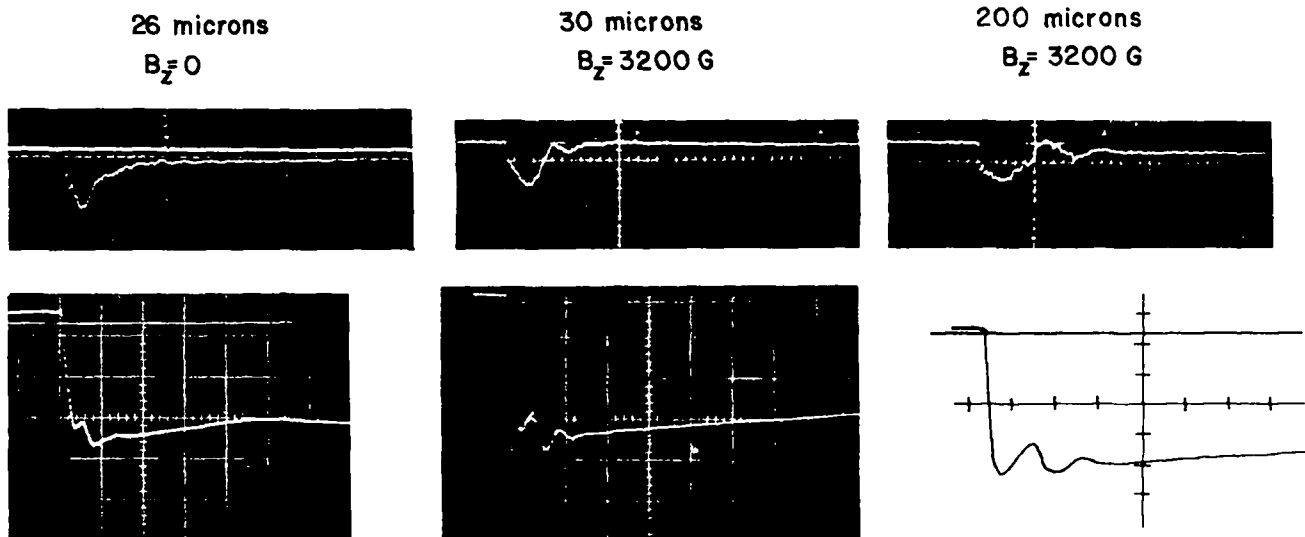 26 microns
B_Z=0
30 microns
B_Z= 3200 G
200 microns
B_Z= 3200 G